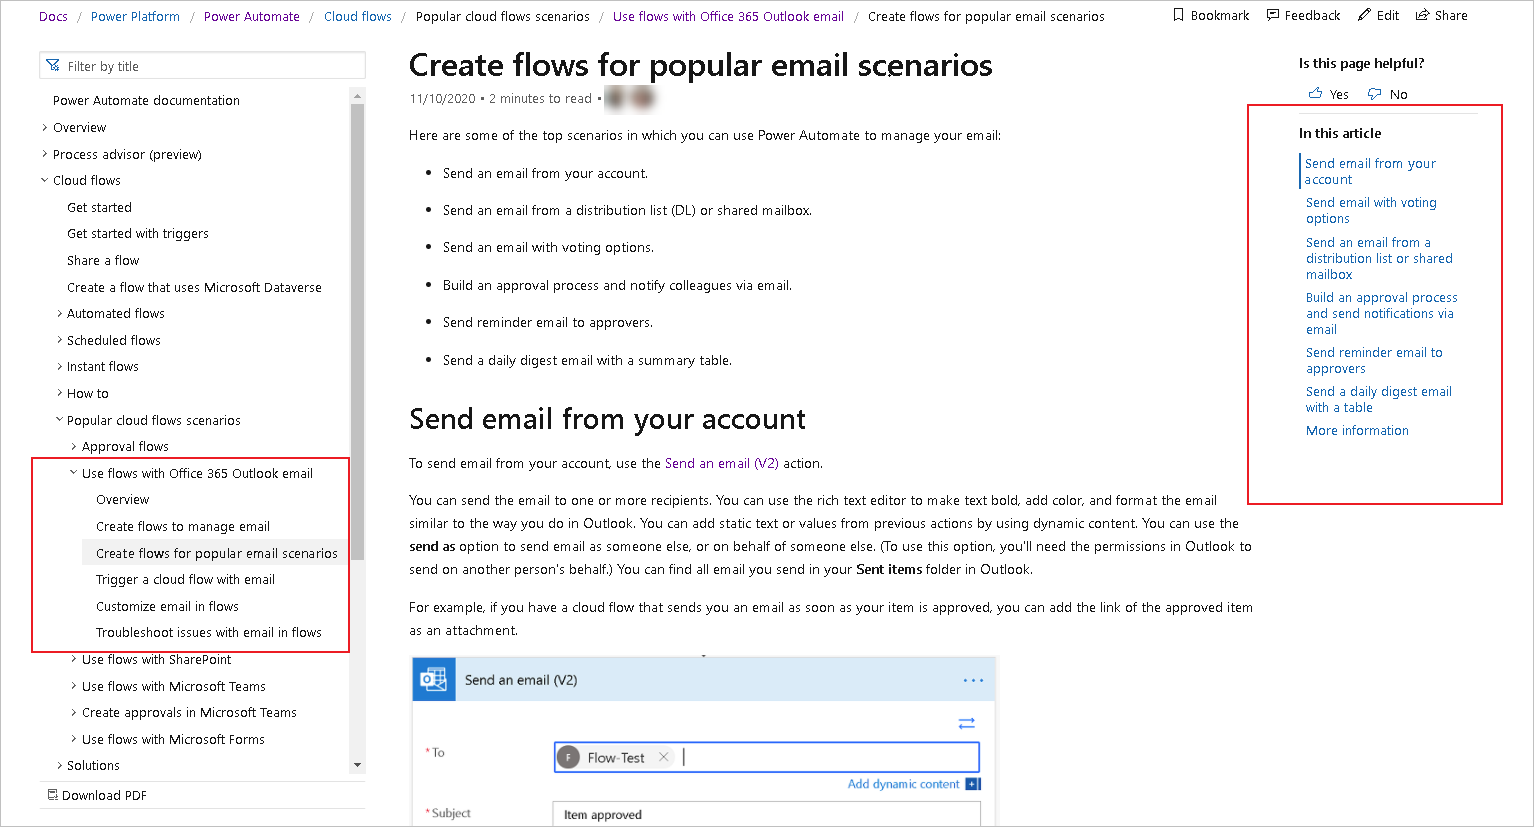 Docs / Power Platform / Power Automate / Cloud flows / Popular cloud flows scenarios / Use flows with Office 365 Outlook email / Create flows for popular email scenarios
Bookmark Feedback Edit Share
Filter by title
Power Automate documentation
Overview
Process advisor (preview)
Cloud flows
Get started
Get started with triggers
Share a flow
Create a flow that uses Microsoft Dataverse
Automated flows
Scheduled flows
Instant flows
How to
Popular cloud flows scenarios
Approval flows
Use flows with Office 365 Outlook email
Overview
Create flows to manage email
Create flows for popular email scenarios
Trigger a cloud flow with email
Customize email in flows
Troubleshoot issues with email in flows
Use flows with SharePoint
Use flows with Microsoft Teams
Create approvals in Microsoft Teams
Use flows with Microsoft Forms
Solutions
Download PDF
Create flows for popular email scenarios
11/10/2020 • 2 minutes to read •
Here are some of the top scenarios in which you can use Power Automate to manage your email:
• Send an email from your account.
• Send an email from a distribution list (DL) or shared mailbox.
• Send an email with voting options.
• Build an approval process and notify colleagues via email.
• Send reminder email to approvers.
• Send a daily digest email with a summary table.
Send email from your account
To send email from your account, use the Send an email (V2) action.
You can send the email to one or more recipients. You can use the rich text editor to make text bold, add color, and format the email
similar to the way you do in Outlook. You can add static text or values from previous actions by using dynamic content. You can use the
send as option to send email as someone else, or on behalf of someone else. (To use this option, you'll need the permissions in Outlook to
send on another person's behalf.) You can find all email you send in your Sent items folder in Outlook.
For example, if you have a cloud flow that sends you an email as soon as your item is approved, you can add the link of the approved item
as an attachment.
Send an email (V2)
* To
F Flow-Test
Add dynamic content
* Subject
Item approved
Is this page helpful?
Yes No
In this article
Send email from your
account
Send email with voting
options
Send an email from a
distribution list or shared
mailbox
Build an approval process
and send notifications via
email
Send reminder email to
approvers
Send a daily digest email
with a table
More information